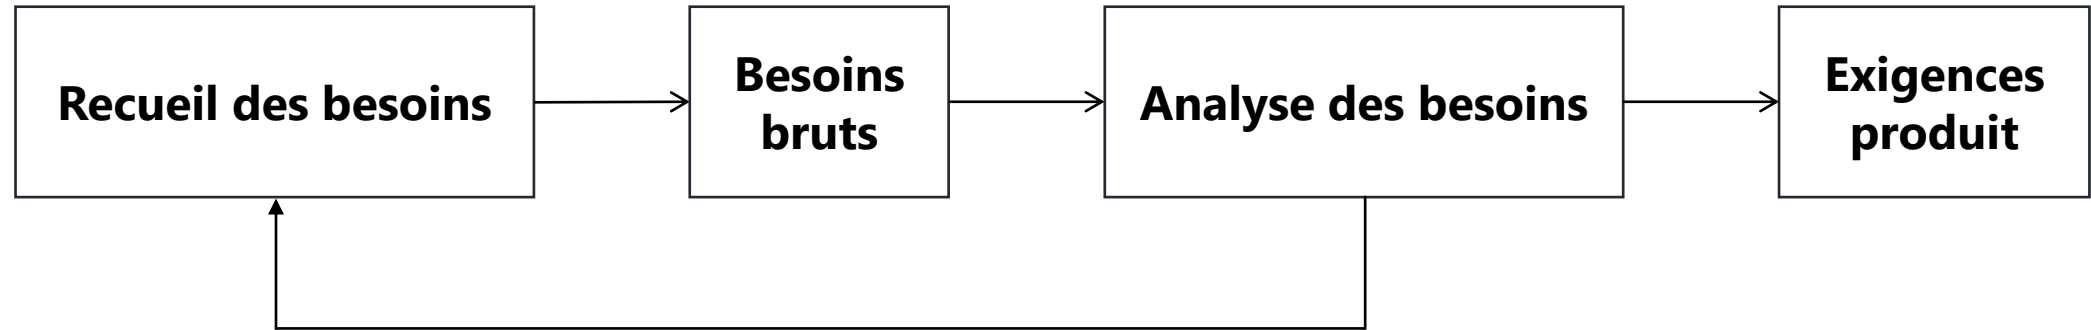 Recueil des besoins
Besoins
bruts
Analyse des besoins
Exigences
produit